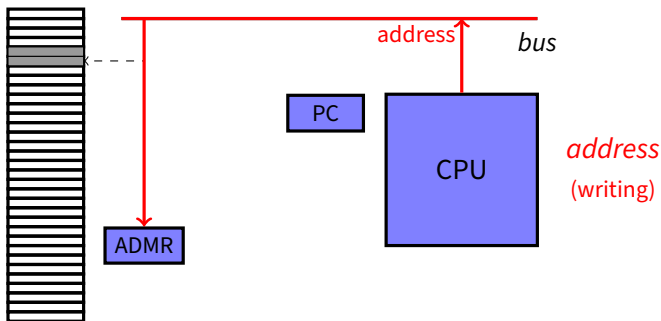 address
bus
PC
CPU
address
(writing)
ADMR